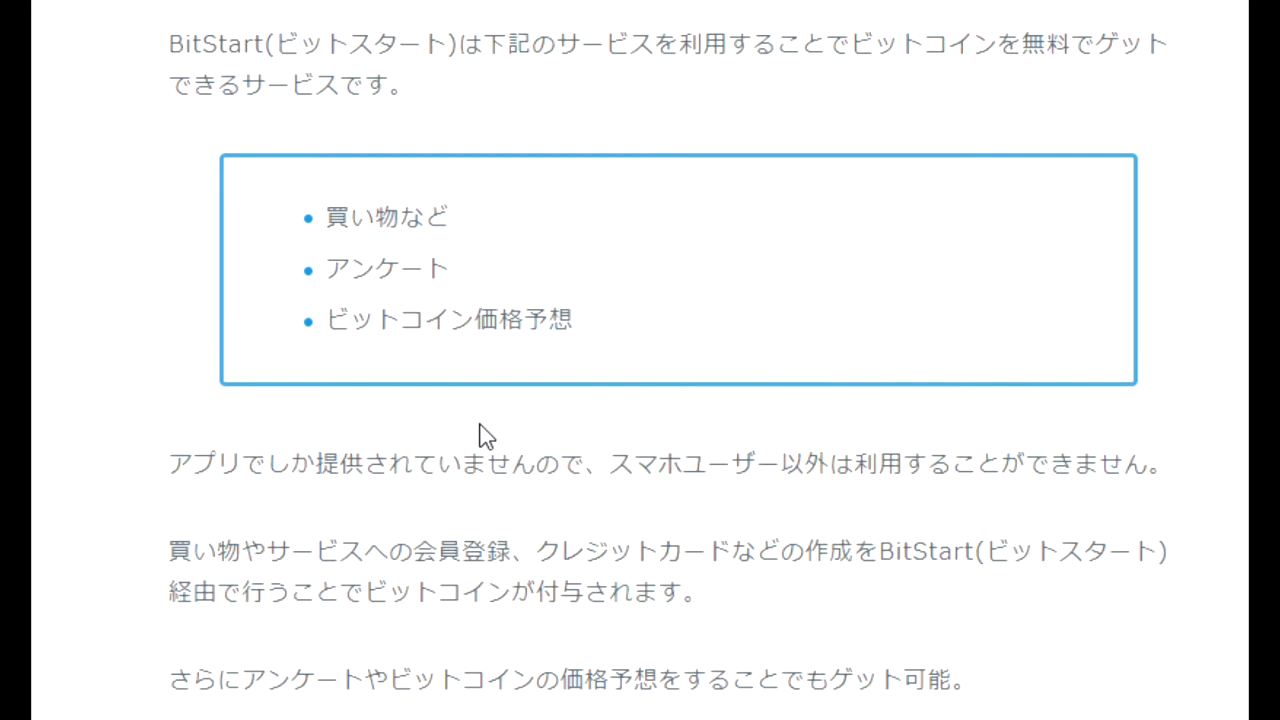 BitStart(ビットスタート)は下記のサービスを利用することでビットコインを無料でゲット
できるサービスです。
買い物など
アンケート
ビットコイン価格予想
アプリでしか提供されていませんので、スマホユーザー以外は利用することができません。
買い物やサービスへの会員登録、クレジットカードなどの作成をBitStart(ビットスタート)
経由で行うことでビットコインが付与されます。
さらにアンケートやビットコインの価格予想をすることでもゲット可能。